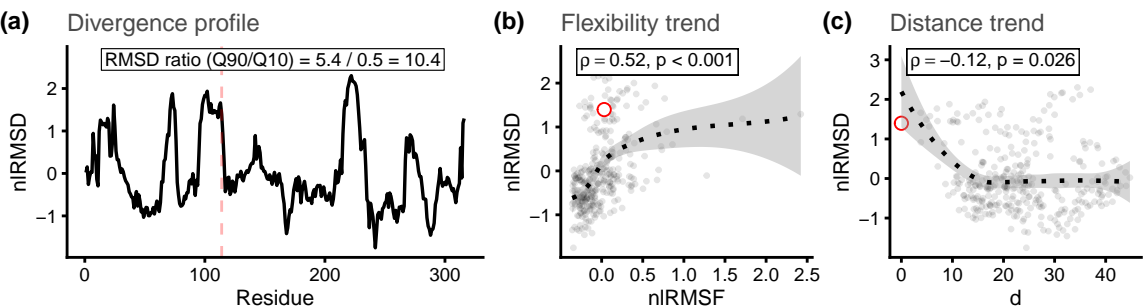 (a) Divergence profile
RMSD ratio (Q90/Q10) = 5.4 / 0.5 = 10.4
nlRMSD
2
1
0
−1
0
100
200
300
Residue
(b) Flexibility trend
ρ = 0.52, p < 0.001
nlRMSD
2
1
0
−1
0.0
0.5
1.0
1.5
2.0
2.5
nlRMSF
(c) Distance trend
ρ = −0.12, p = 0.026
nlRMSD
3
2
1
0
−1
0
10
20
30
40
d